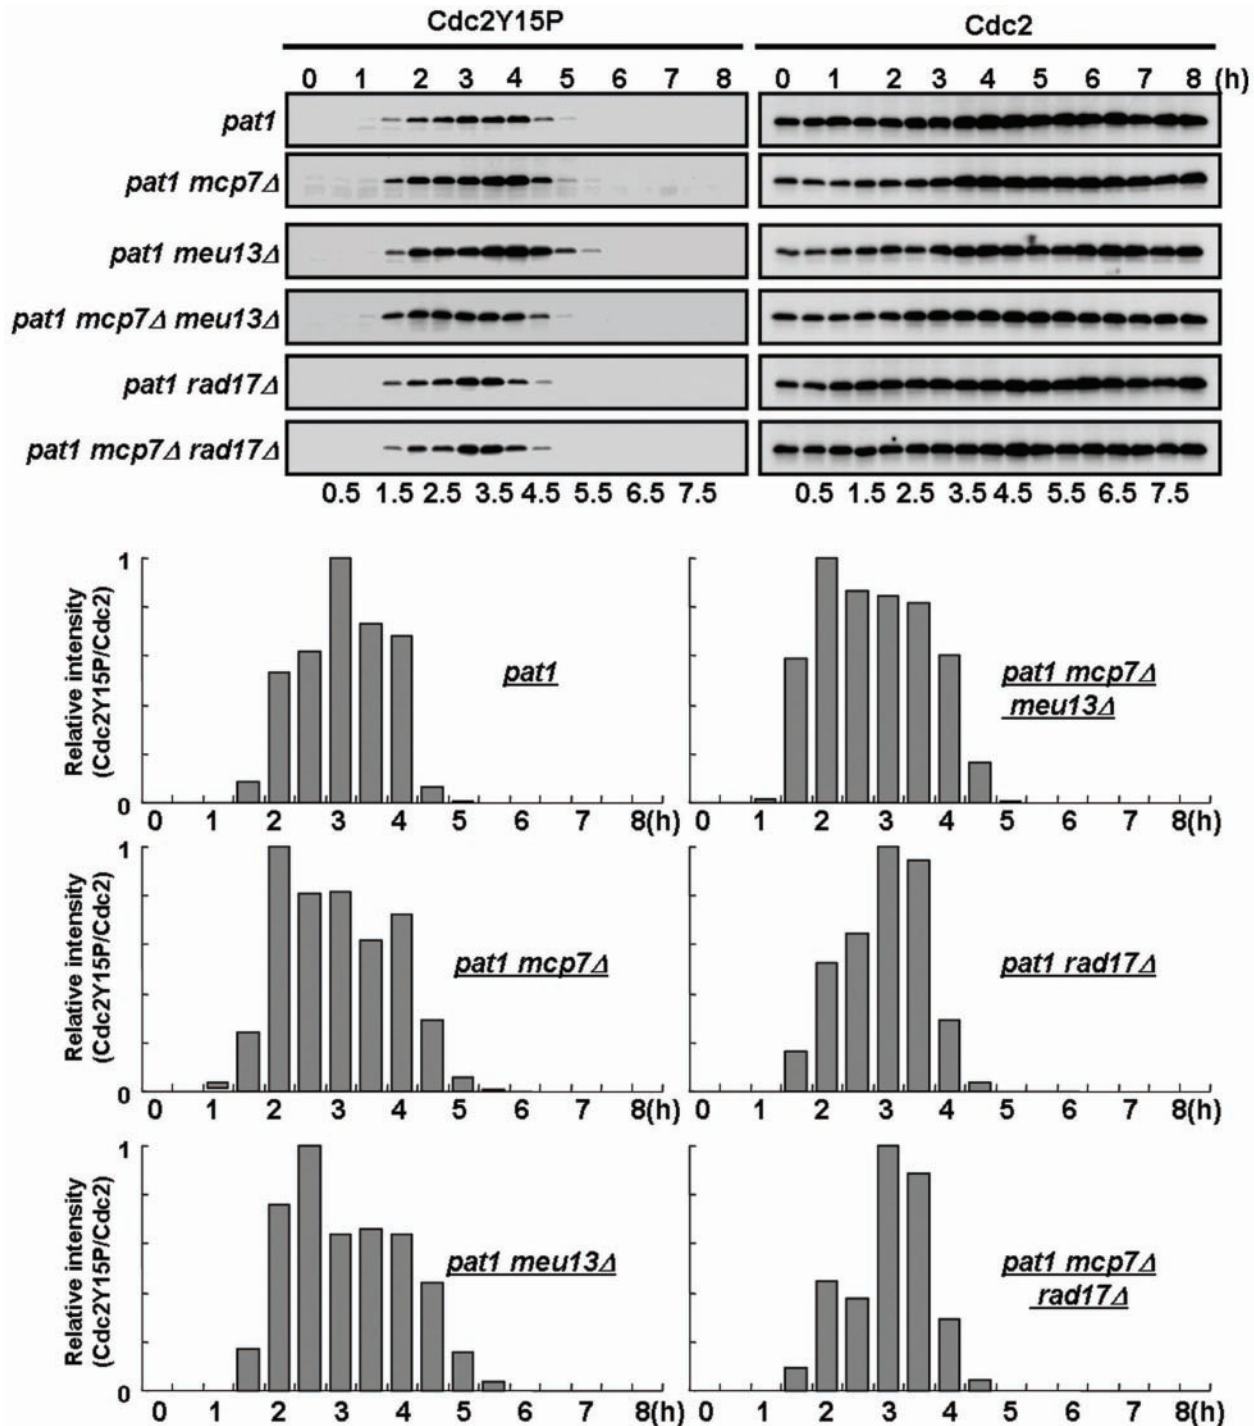 Cdc2Y15P Cdc2
0 1 2 3 4 5 6 7 8 0 1 2 3 4 5 6 7 8 (h)
pat1
pat1 mcp7Δ
pat1 meu13Δ
pat1 mcp7Δ meu13Δ
pat1 rad17Δ
pat1 mcp7Δ rad17Δ
0.5 1.5 2.5 3.5 4.5 5.5 6.5 7.5 0.5 1.5 2.5 3.5 4.5 5.5 6.5 7.5
Relative intensity
(Cdc2Y15P/Cdc2)
1
0
pat1
0 1 2 3 4 5 6 7 8(h)
pat1 mcp7Δ
meu13Δ
0 1 2 3 4 5 6 7 8(h)
Relative intensity
(Cdc2Y15P/Cdc2)
1
0
pat1 mcp7Δ
0 1 2 3 4 5 6 7 8(h)
pat1 rad17Δ
0 1 2 3 4 5 6 7 8(h)
Relative intensity
(Cdc2Y15P/Cdc2)
1
0
pat1 meu13Δ
0 1 2 3 4 5 6 7 8(h)
pat1 mcp7Δ
rad17Δ
0 1 2 3 4 5 6 7 8(h)